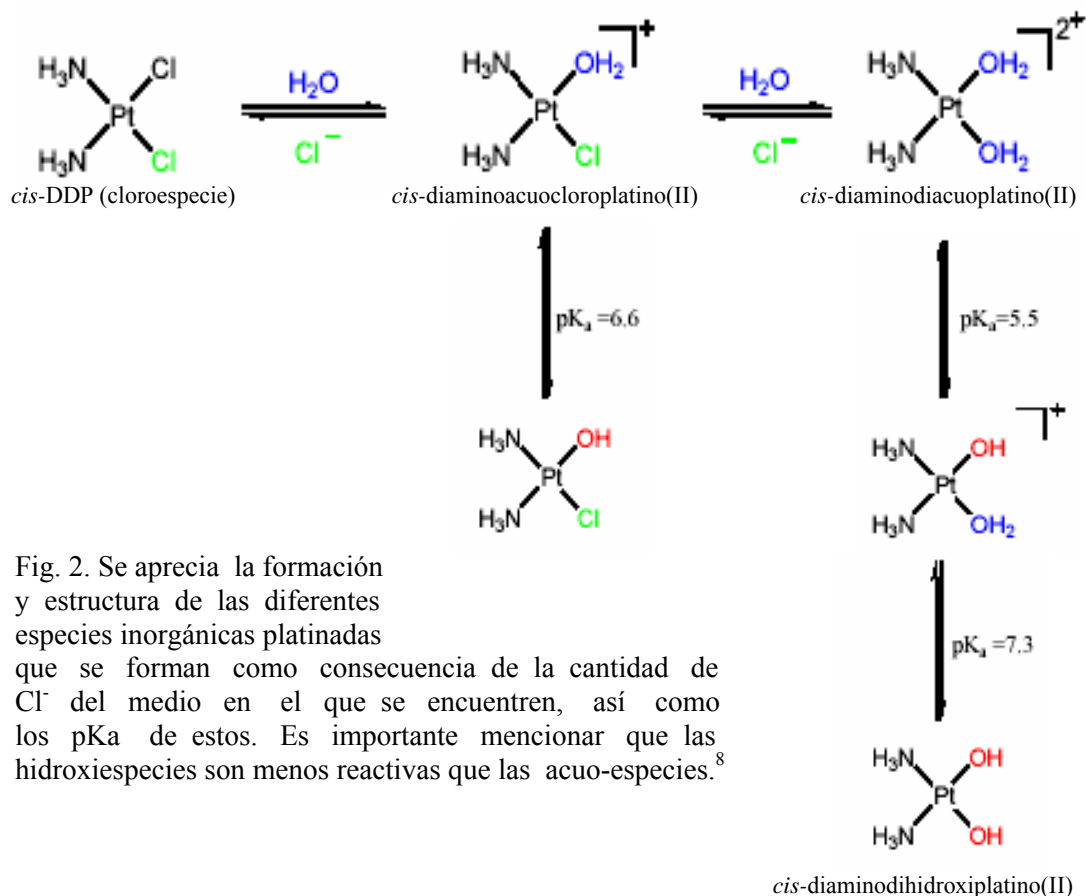 H₃N Cl
Pt
H₃N Cl
H₂O
Cl⁻
H₃N OH₂ +
Pt
H₃N Cl
H₂O
Cl⁻
H₃N OH₂ 2+
Pt
H₃N OH₂
cis-DDP (cloroespecie)
cis-diaminoacuocloroplatino(II)
cis-diaminodiacuoplatino(II)
pKₐ =6.6
pKₐ=5.5
H₃N OH
Pt
H₃N Cl
H₃N OH +
Pt
H₃N OH₂
Fig. 2. Se aprecia la formación
y estructura de las diferentes
especies inorgánicas platinadas
que se forman como consecuencia de la cantidad de
Cl⁻ del medio en el que se encuentren, así como
los pKa de estos. Es importante mencionar que las
hidroxiespecies son menos reactivas que las acuo-especies.⁸
pKₐ =7.3
H₃N OH
Pt
H₃N OH
cis-diaminodihidroxiplatino(II)